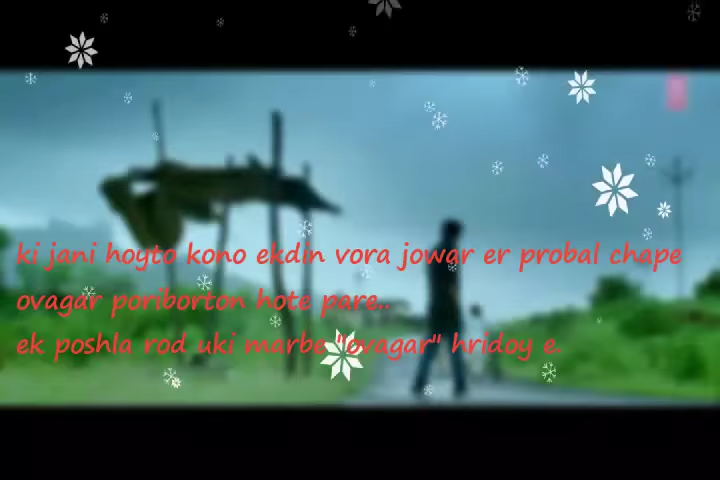 ki jani hoyto kono ekdin vora jowar er probal chape
ovagar poriborton hote pare..
ek poshla rod uki marbe "ovagar" hridoy e.